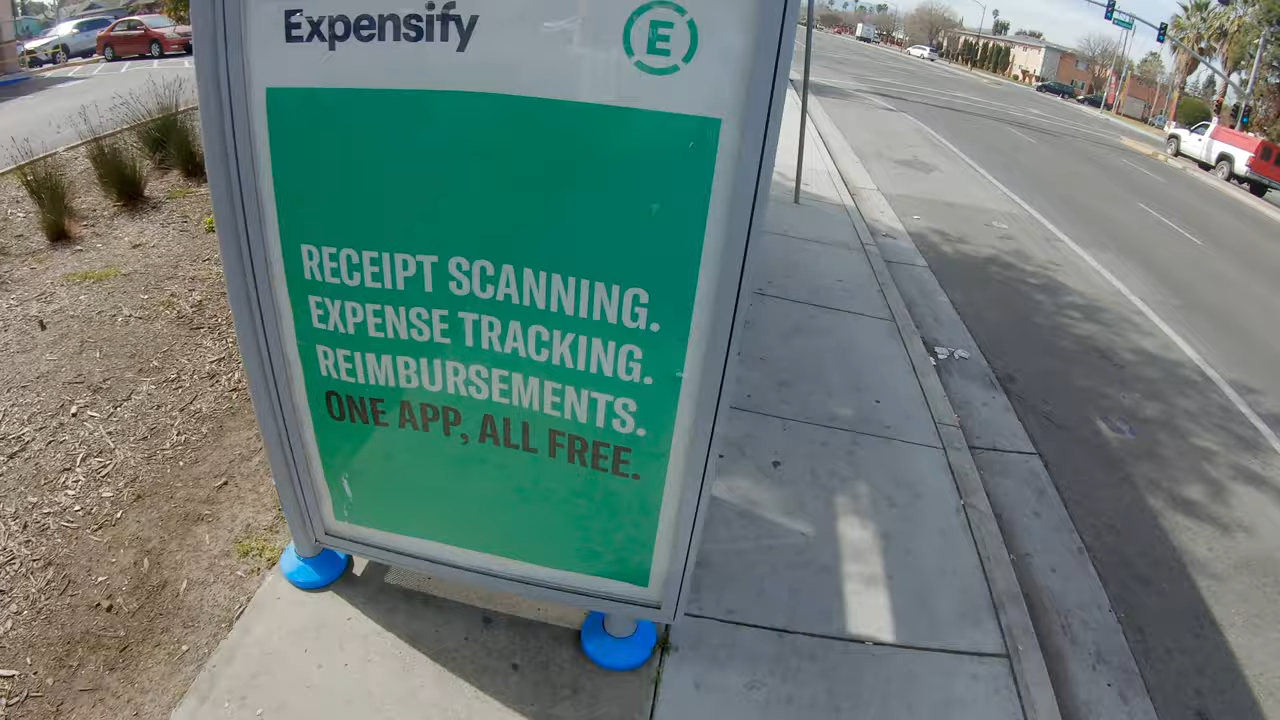 Expensify
E
RECEIPT SCANNING.
EXPENSE TRACKING.
REIMBURSEMENTS.
ONE APP, ALL FREE.